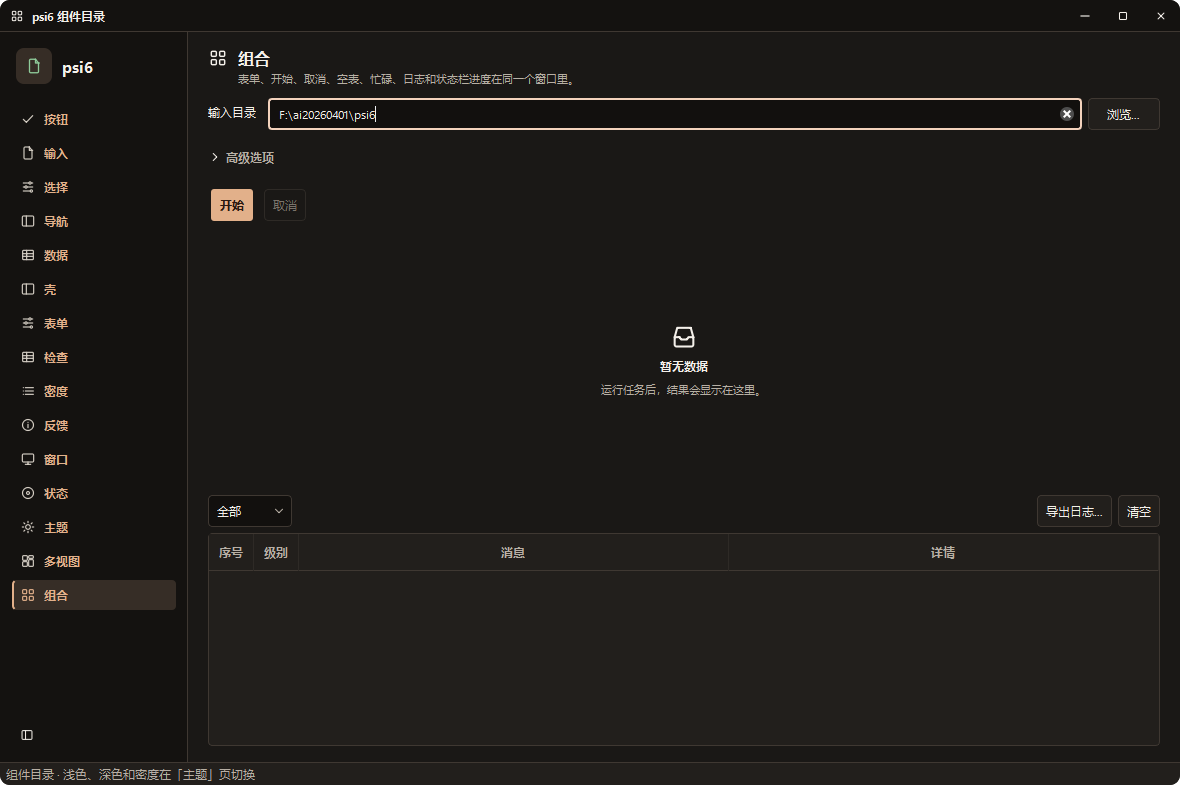 psi6 组件目录
psi6
按钮
输入
选择
导航
数据
壳
表单
检查
密度
反馈
窗口
状态
主题
多视图
组合
组合
表单、开始、取消、空表、忙碌、日志和状态栏进度在同一个窗口里。
输入目录 F:\ai20260401\psi6 浏览...
高级选项
开始 取消
暂无数据
运行任务后，结果会显示在这里。
全部 导出日志... 清空
序号 级别 消息 详情
组件目录 · 浅色、深色和密度在「主题」页切换